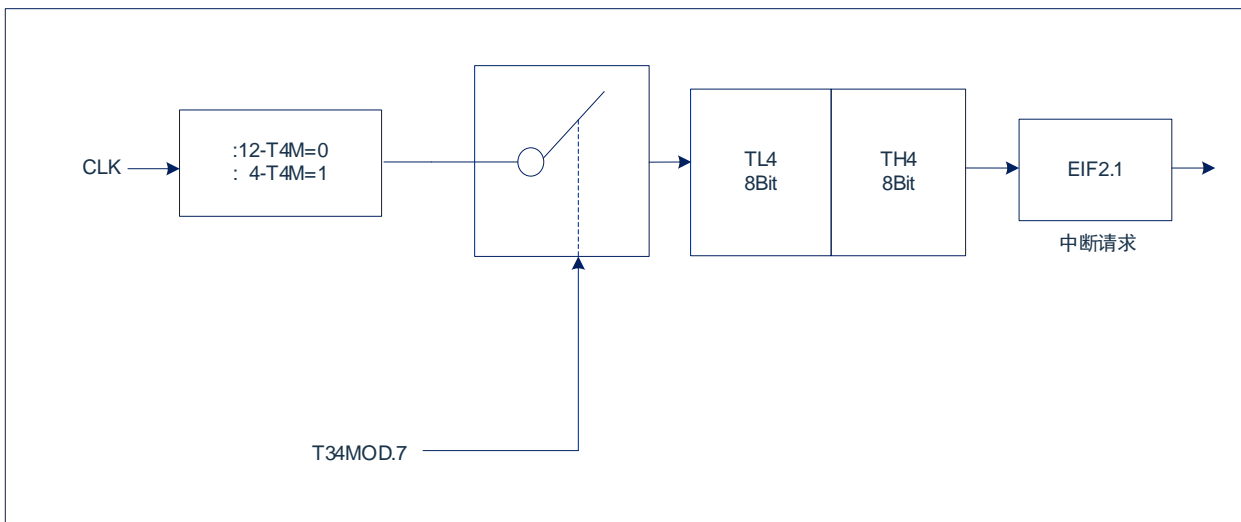 CLK
:12-T4M=0
: 4-T4M=1
TL4
8Bit
TH4
8Bit
EIF2.1
中断请求
T34MOD.7